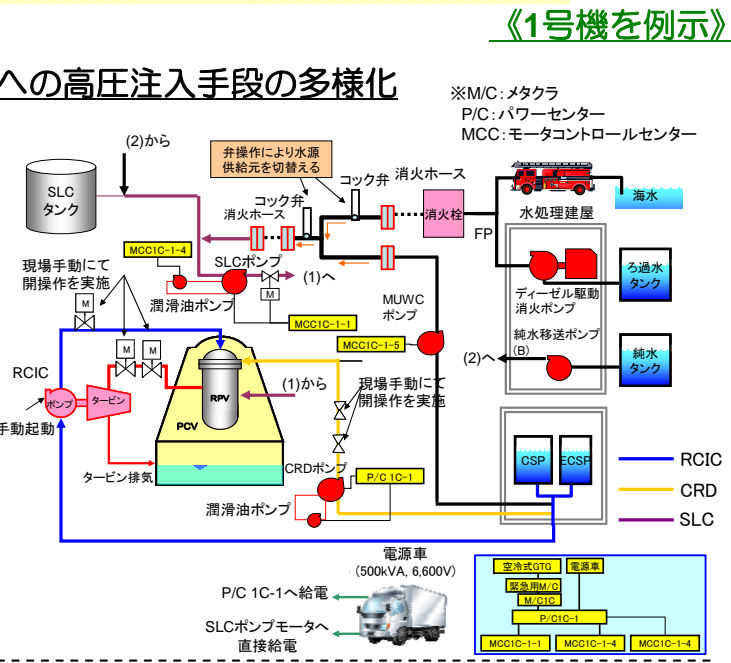 《1号機を例示》
への高圧注入手段の多様化
※M/C:メタクラ
P/C:パワーセンター
MCC:モータコントロールセンター
(2)から
弁操作により水源
供給元を切替える
消火ホース
コック弁
SLC
タンク
コック弁
消火ホース
消火栓
水処理建屋
海水
FP
MCC1C-1-4
SLCポンプ
(1)へ
現場手動にて
開操作を実施
M
M
潤滑油ポンプ
MCC1C-1-1
MUWC
ポンプ
MCC1C-1-5
ろ過水
タンク
ディーゼル駆動
消火ポンプ
純水移送ポンプ
(B)
(2)へ
純水
タンク
M
M
RCIC
ポンプ
タービン
手動起動
RPV
PCV
(1)から
現場手動にて
開操作を実施
タービン排気
CRDポンプ
P/C 1C-1
潤滑油ポンプ
CSP
ECSP
RCIC
CRD
SLC
電源車
(500kVA, 6,600V)
P/C 1C-1へ給電
SLCポンプモータへ
直接給電
空冷式GTG
電源車
緊急用M/C
M/C1C
P/C1C-1
MCC1C-1-1
MCC1C-1-4
MCC1C-1-4